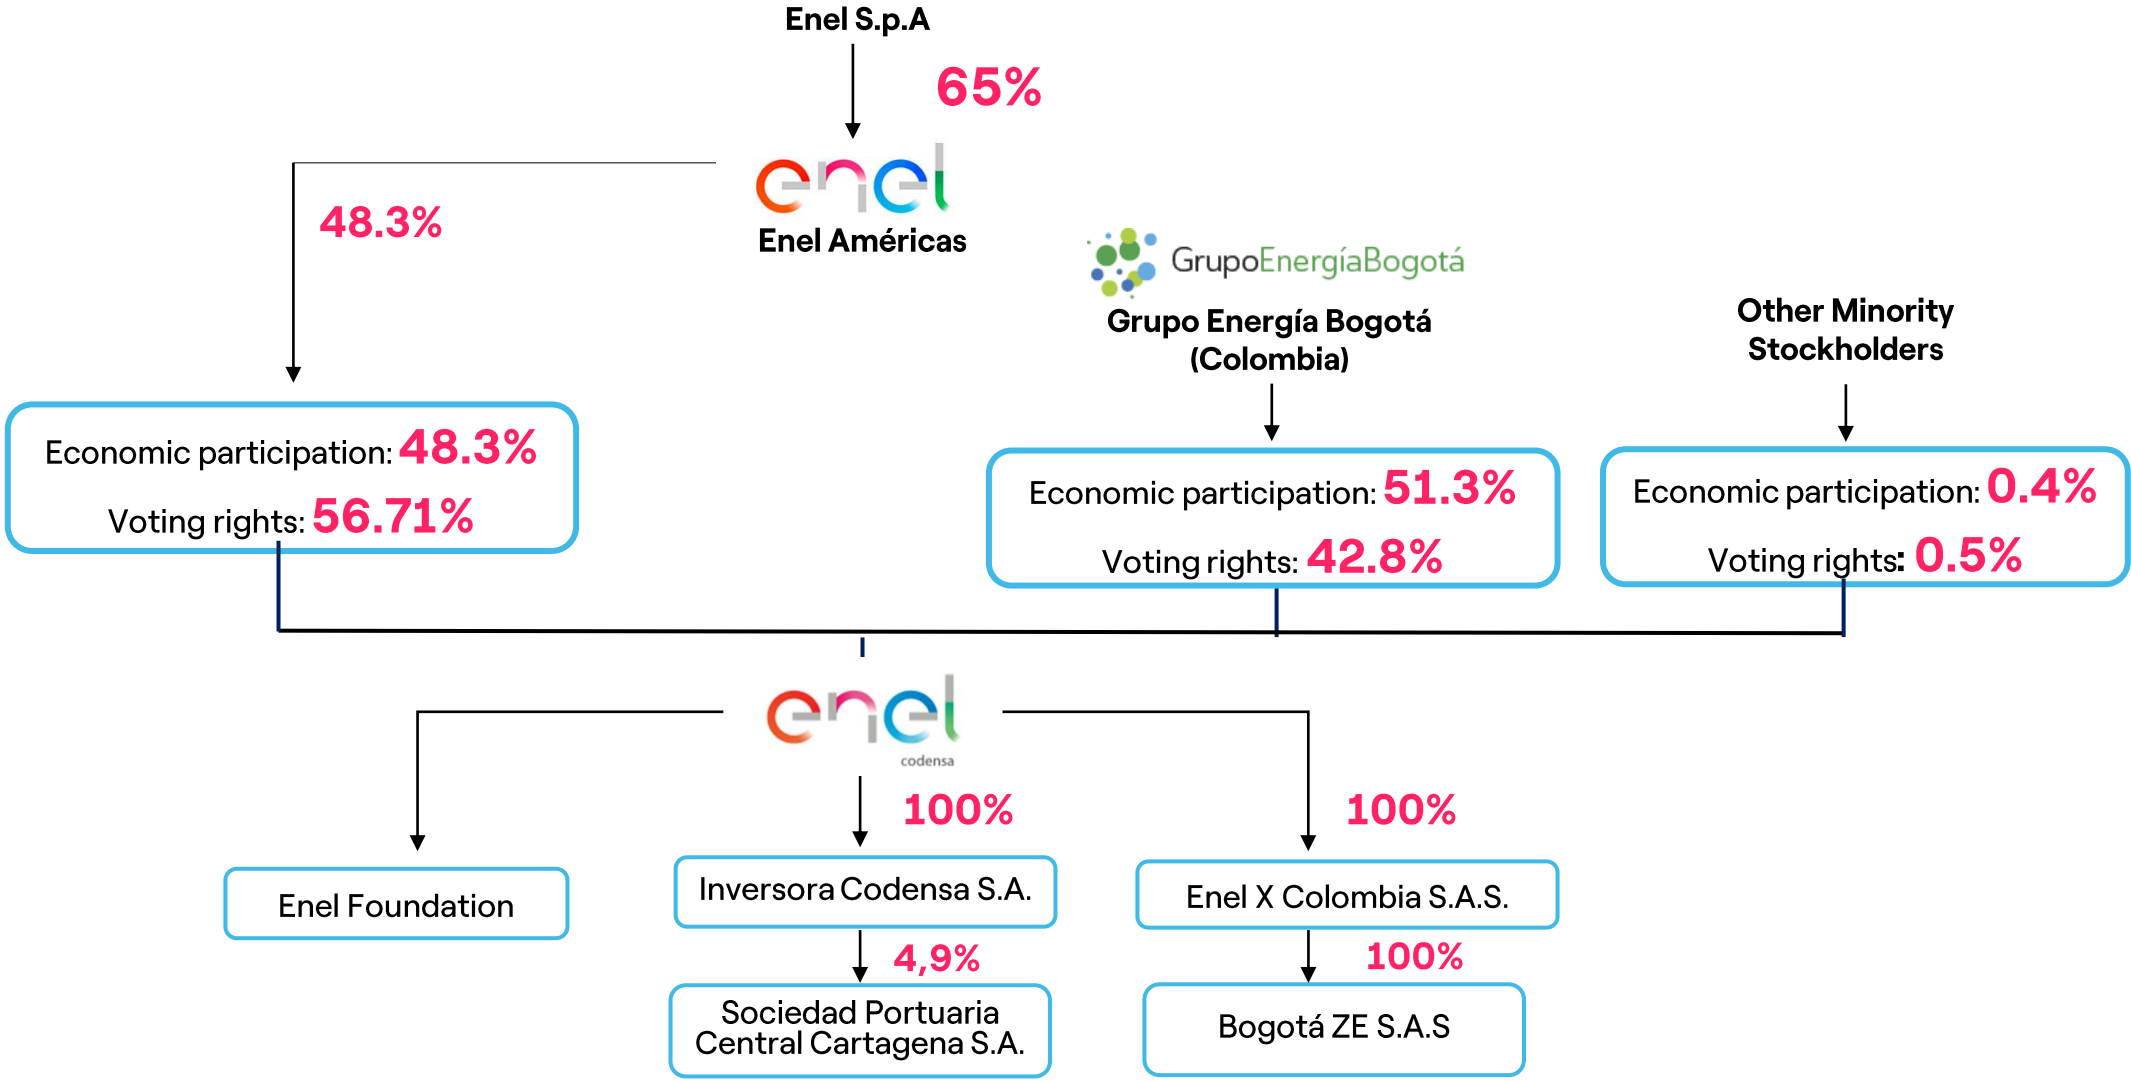 Enel S.p.A
65%
enel
Enel Américas
48.3%
GrupoEnergíaBogotá
Grupo Energía Bogotá
(Colombia)
Other Minority
Stockholders
Economic participation: 48.3%
Voting rights: 56.71%
Economic participation: 51.3%
Voting rights: 42.8%
Economic participation: 0.4%
Voting rights: 0.5%
enel
codensa
100%
100%
Enel Foundation
Inversora Codensa S.A.
Enel X Colombia S.A.S.
4,9%
100%
Sociedad Portuaria
Central Cartagena S.A.
Bogotá ZE S.A.S